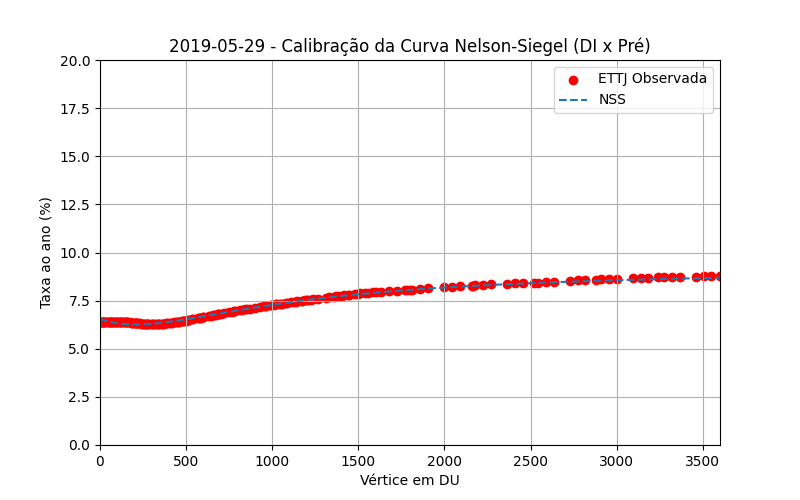 2019-05-29 - Calibração da Curva Nelson-Siegel (DI x Pré)
ETTJ Observada
NSS
Taxa ao ano (%)
20.0
17.5
15.0
12.5
10.0
7.5
5.0
2.5
0.0
0 500 1000 1500 2000 2500 3000 3500
Vértice em DU